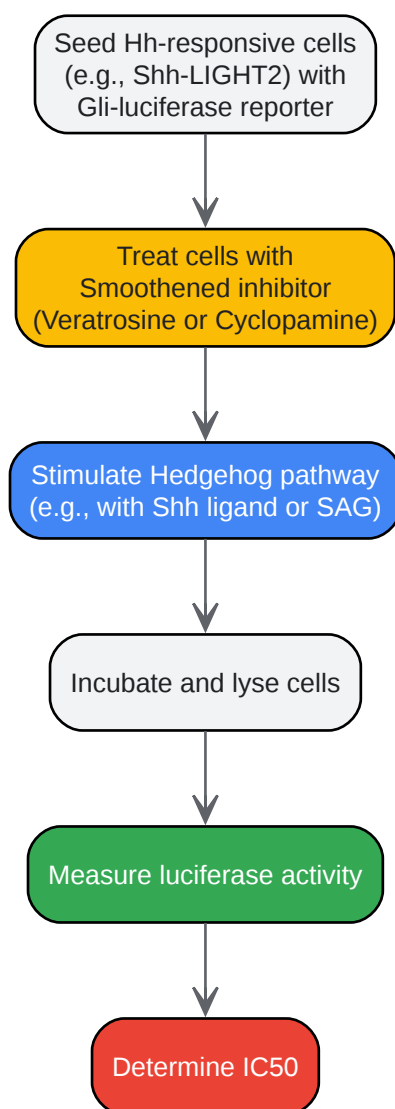 Seed Hh-responsive cells
(e.g., Shh-LIGHT2) with
Gli-luciferase reporter
Treat cells with
Smoothened inhibitor
(Veratrosine or Cyclopamine)
Stimulate Hedgehog pathway
(e.g., with Shh ligand or SAG)
Incubate and lyse cells
Measure luciferase activity
Determine IC50